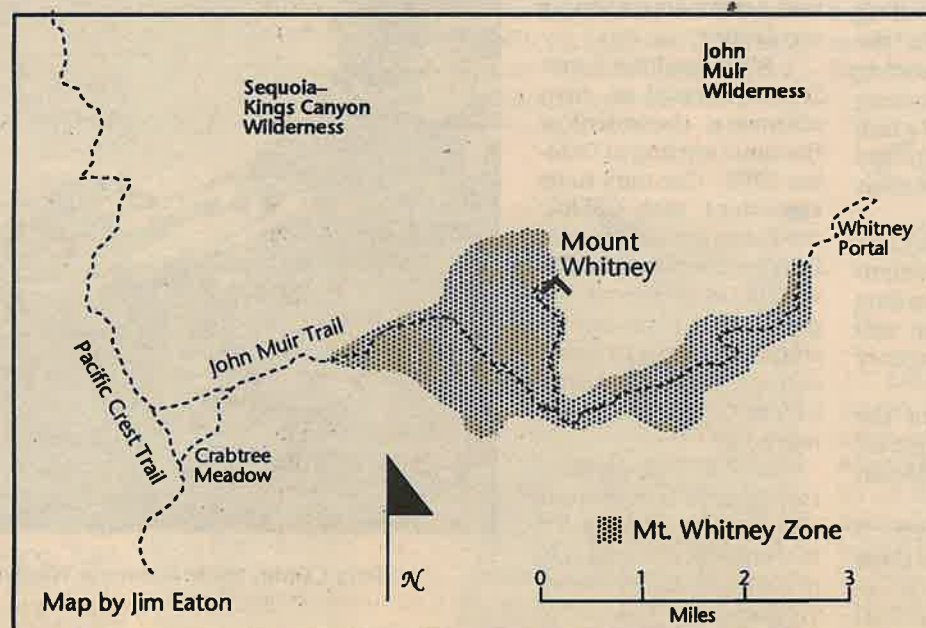 Sequoia–
Kings Canyon
Wilderness
John
Muir
Wilderness
Mount
Whitney
Whitney
Portal
John Muir Trail
Pacific Crest Trail
Crabtree
Meadow
Mt. Whitney Zone
N
0 1 2 3
Miles
Map by Jim Eaton